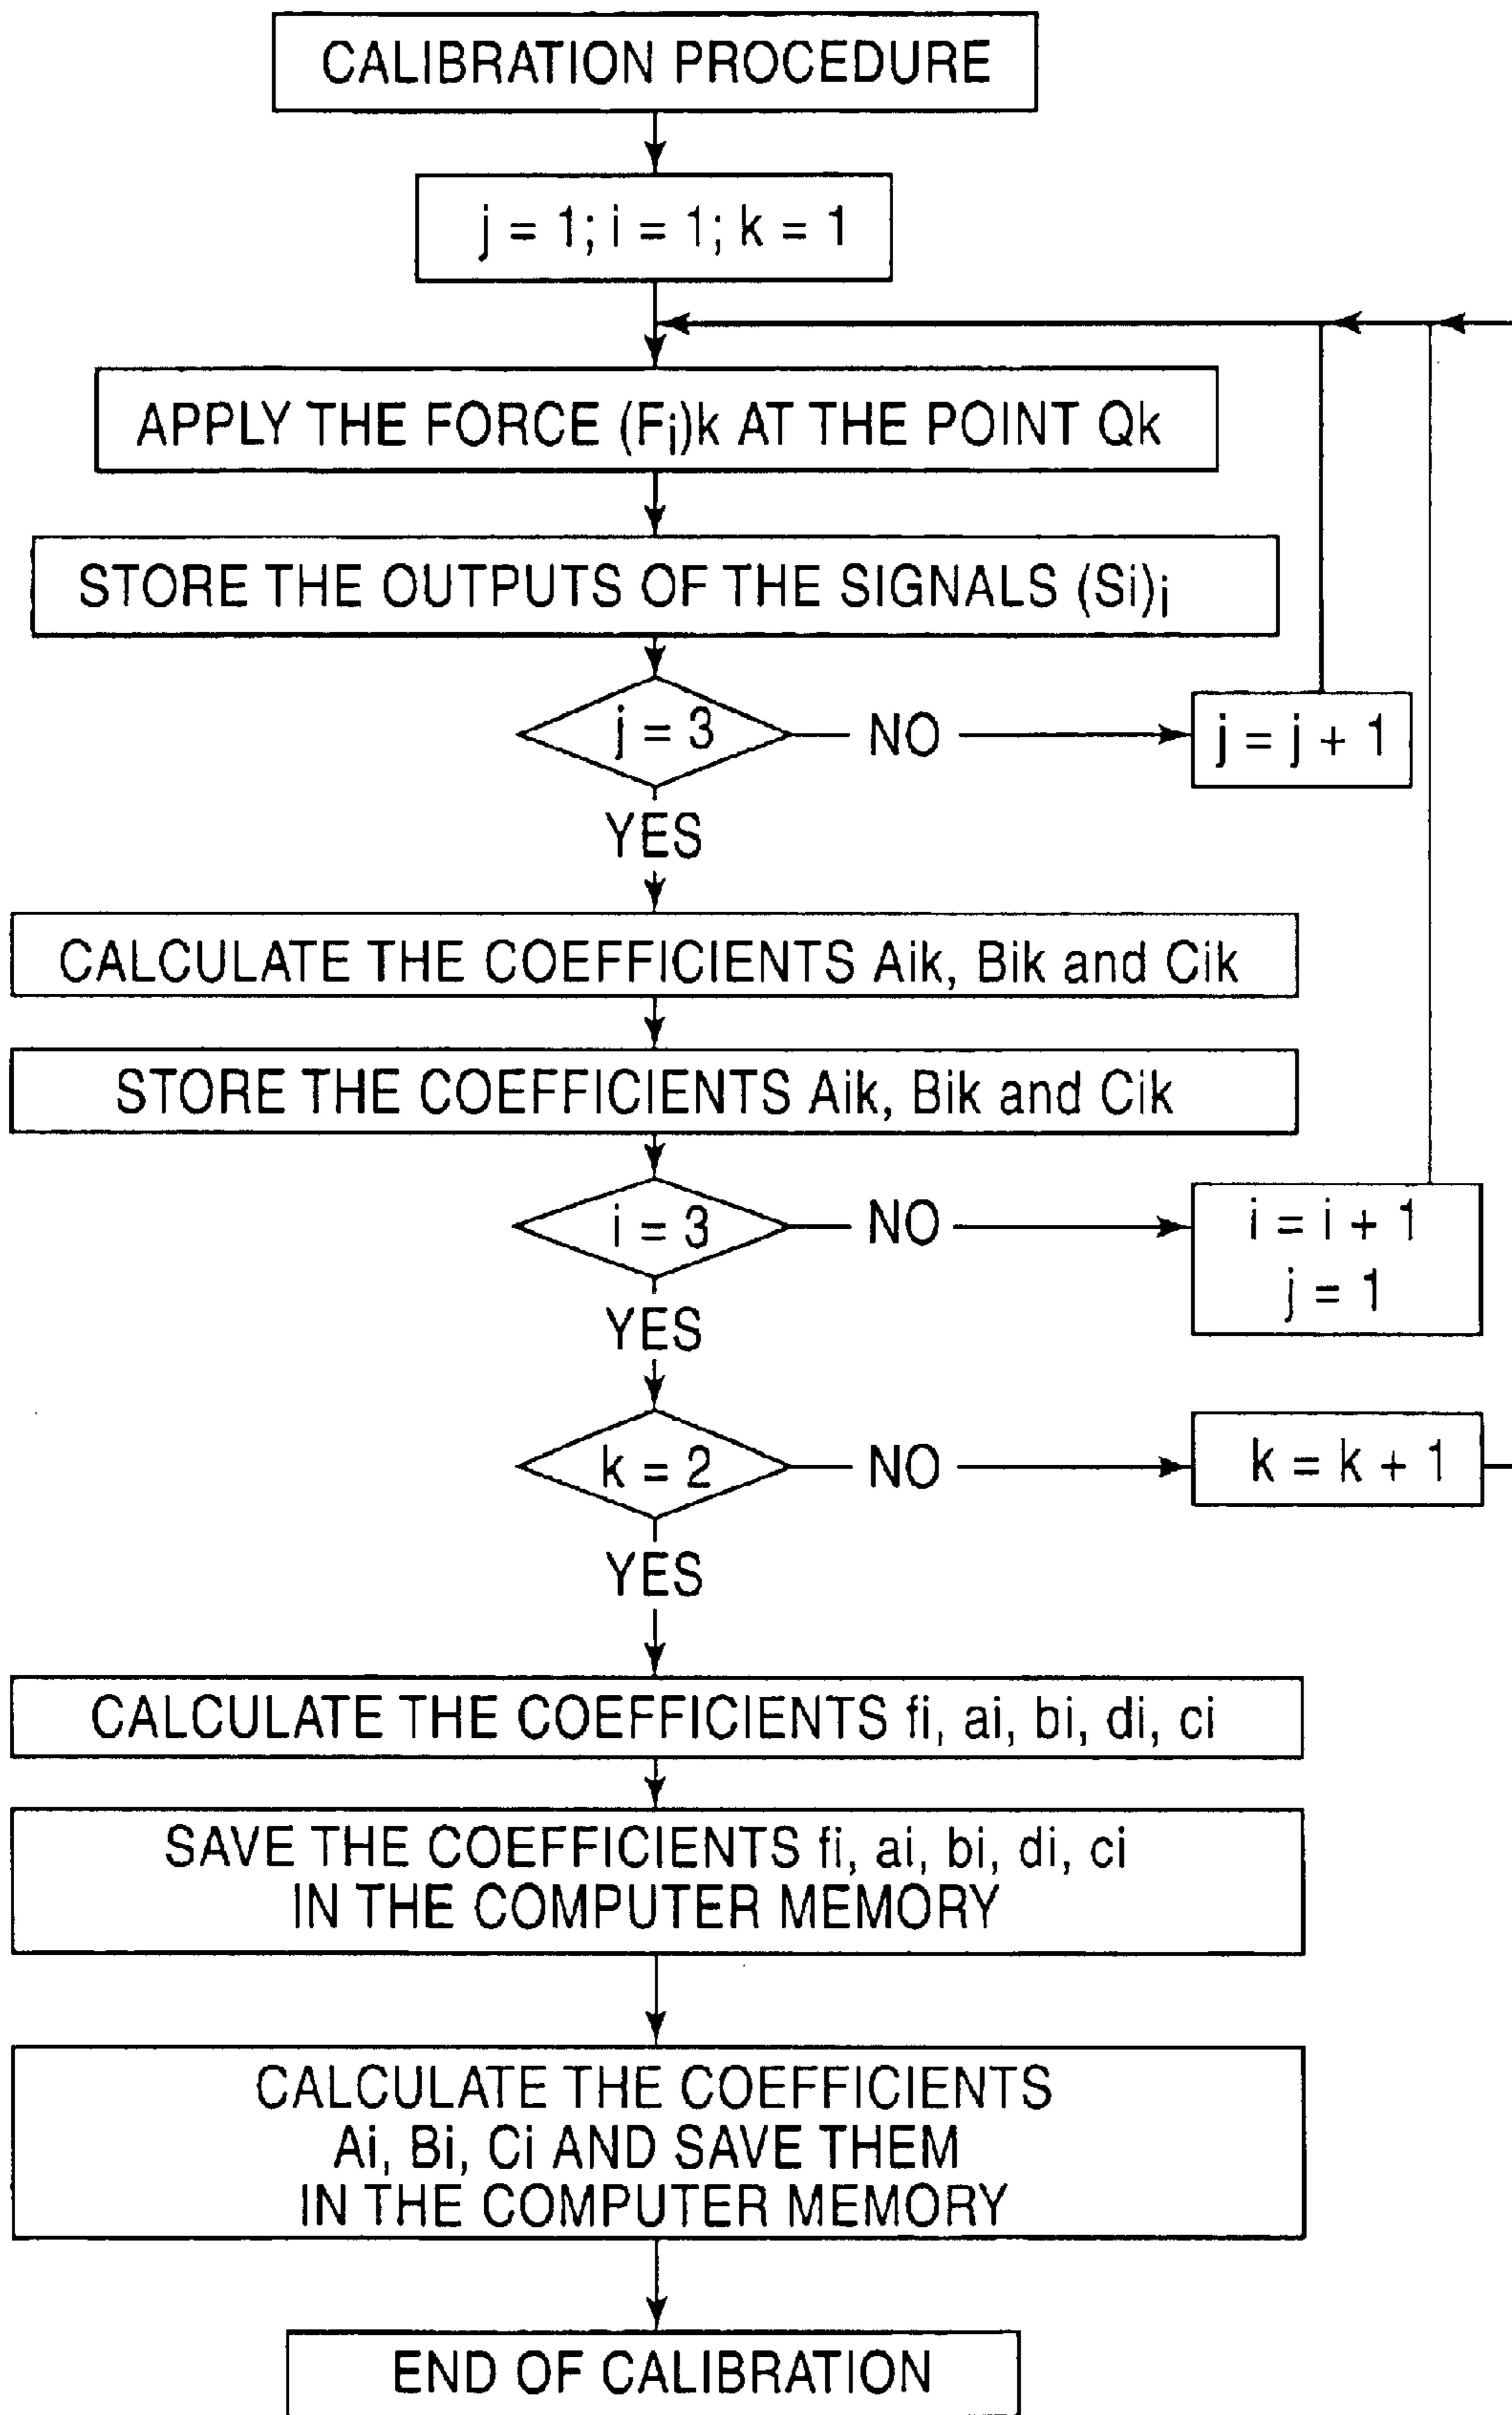 CALIBRATION PROCEDURE
j = 1; i = 1; k = 1
APPLY THE FORCE (Fj)k AT THE POINT Qk
STORE THE OUTPUTS OF THE SIGNALS (Si)j
j = 3
NO
j = j + 1
YES
CALCULATE THE COEFFICIENTS Aik, Bik and Cik
STORE THE COEFFICIENTS Aik, Bik and Cik
i = 3
NO
i = i + 1
j = 1
YES
k = 2
NO
k = k + 1
YES
CALCULATE THE COEFFICIENTS fi, ai, bi, di, ci
SAVE THE COEFFICIENTS fi, ai, bi, di, ci
IN THE COMPUTER MEMORY
CALCULATE THE COEFFICIENTS
Ai, Bi, Ci AND SAVE THEM
IN THE COMPUTER MEMORY
END OF CALIBRATION